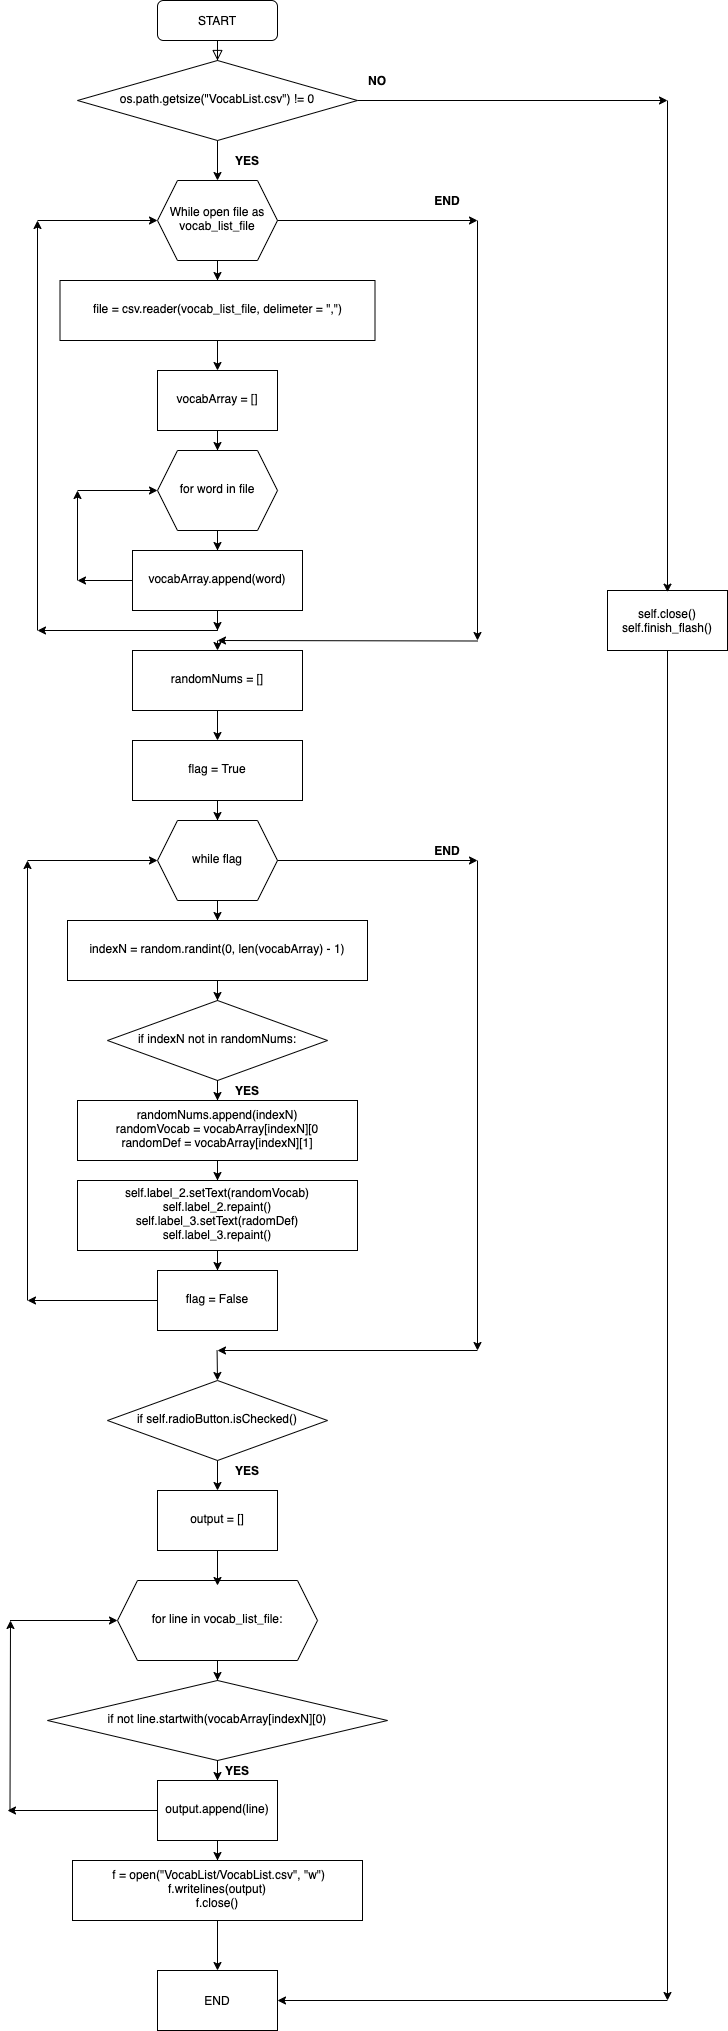 START
os.path.getsize("VocabList.csv") != 0
NO
YES
While open file as
vocab_list_file
END
file = csv.reader(vocab_list_file, delimeter = ",")
vocabArray = []
for word in file
vocabArray.append(word)
self.close()
self.finish_flash()
randomNums = []
flag = True
while flag
END
indexN = random.randint(0, len(vocabArray) - 1)
if indexN not in randomNums:
YES
randomNums.append(indexN)
randomVocab = vocabArray[indexN][0
randomDef = vocabArray[indexN][1]
self.label_2.setText(randomVocab)
self.label_2.repaint()
self.label_3.setText(radomDef)
self.label_3.repaint()
flag = False
if self.radioButton.isChecked()
YES
output = []
for line in vocab_list_file:
if not line.startwith(vocabArray[indexN][0)
YES
output.append(line)
f = open("VocabList/VocabList.csv", "w")
f.writelines(output)
f.close()
END